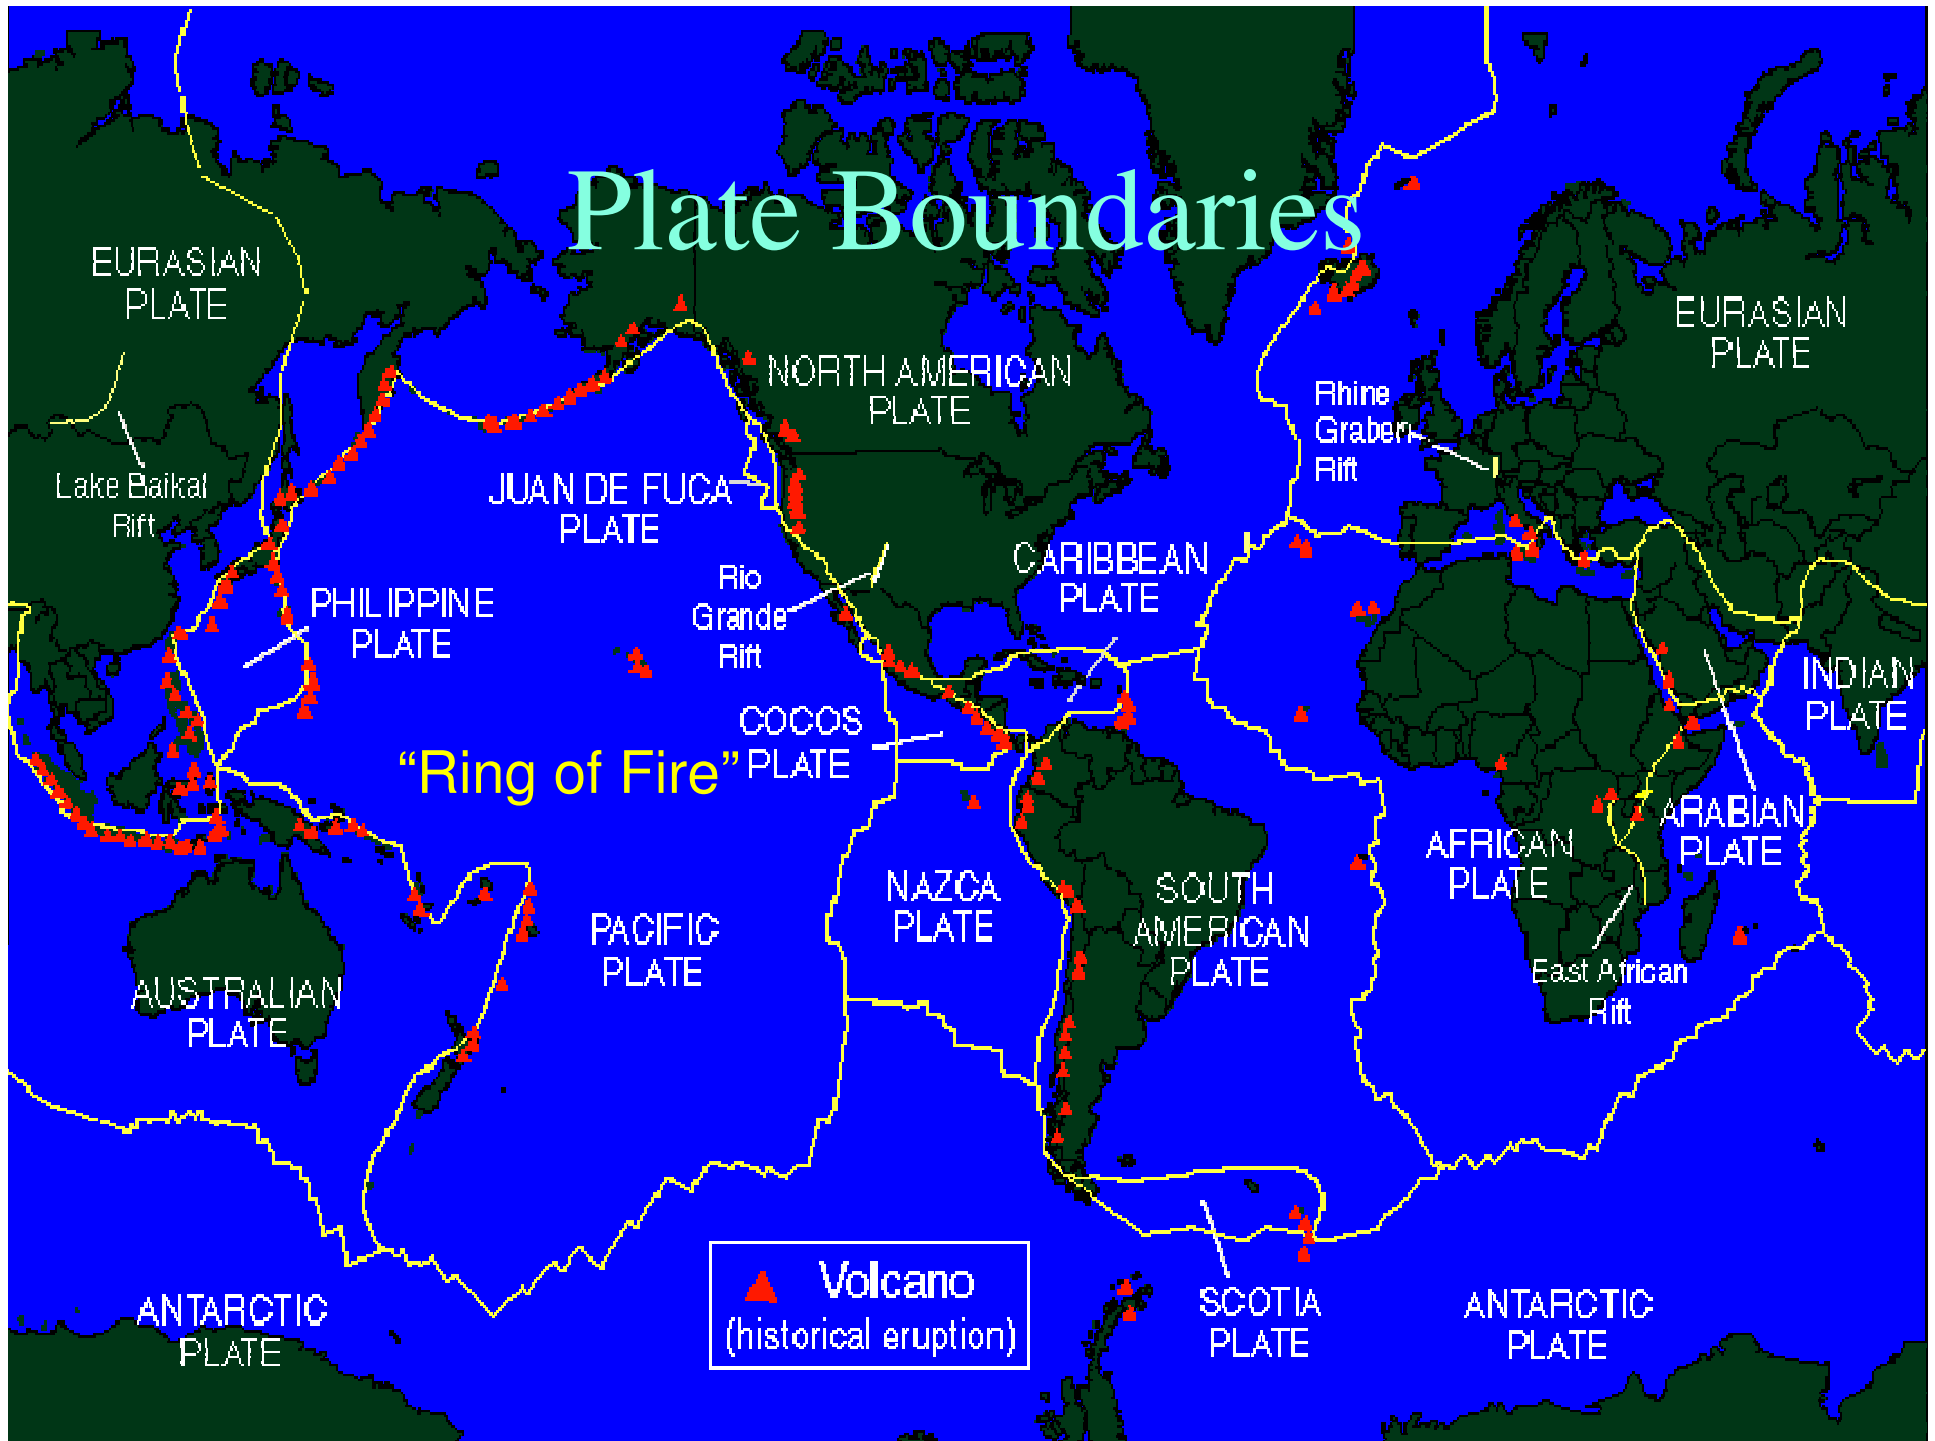 Plate Boundaries
EURASIAN
PLATE
EURASIAN
PLATE
NORTH AMERICAN
PLATE
Rhine
Graben
Rift
Lake Baikal
Rift
JUAN DE FUCA
PLATE
CARIBBEAN
PLATE
Rio
Grande
Rift
PHILIPPINE
PLATE
INDIAN
PLATE
COCOS
PLATE
“Ring of Fire”
ARABIAN
PLATE
AFRICAN
PLATE
NAZCA
PLATE
SOUTH
AMERICAN
PLATE
PACIFIC
PLATE
East African
Rift
AUSTRALIAN
PLATE
Volcano
(historical eruption)
SCOTIA
PLATE
ANTARCTIC
PLATE
ANTARCTIC
PLATE